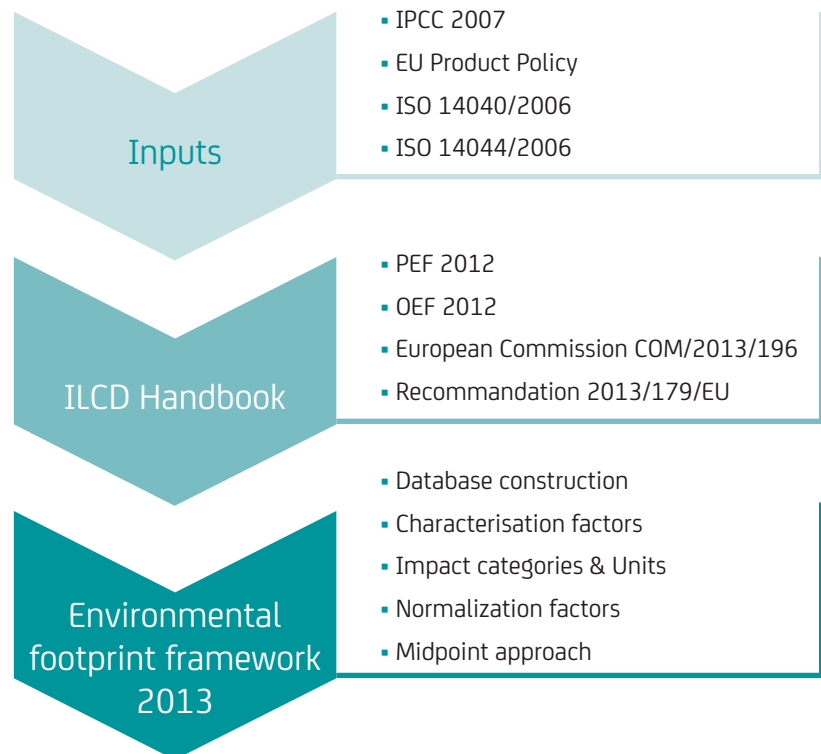 Inputs
▪ IPCC 2007
▪ EU Product Policy
▪ ISO 14040/2006
▪ ISO 14044/2006
ILCD Handbook
▪ PEF 2012
▪ OEF 2012
▪ European Commission COM/2013/196
▪ Recommandation 2013/179/EU
Environmental
footprint framework
2013
▪ Database construction
▪ Characterisation factors
▪ Impact categories & Units
▪ Normalization factors
▪ Midpoint approach